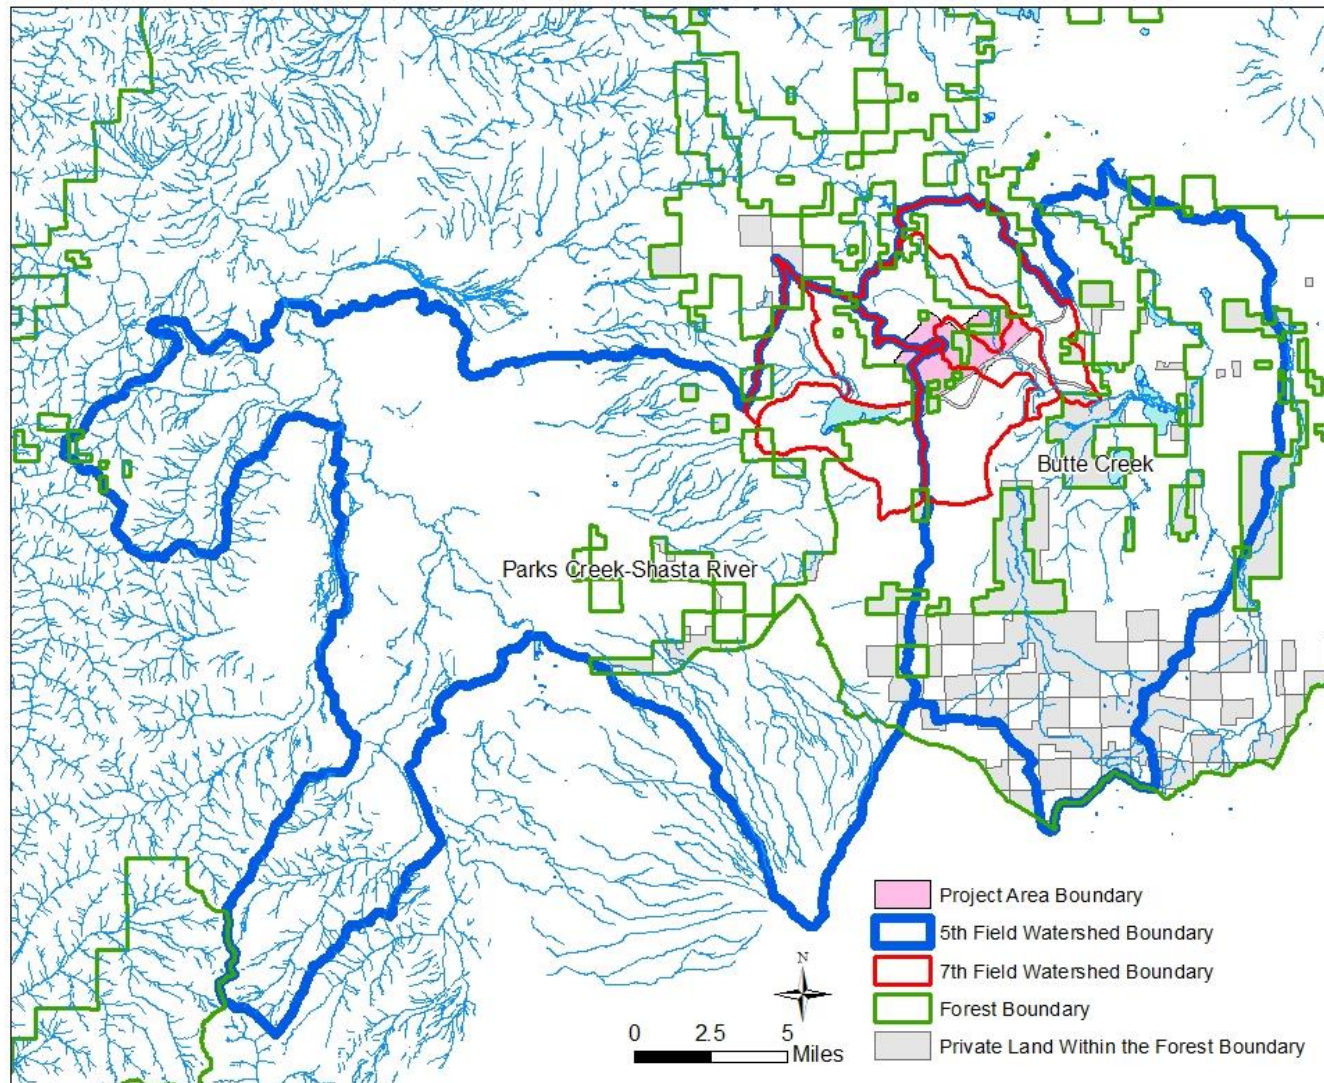 Butte Creek
Parks Creek-Shasta River
Project Area Boundary
5th Field Watershed Boundary
7th Field Watershed Boundary
Forest Boundary
Private Land Within the Forest Boundary
N
0 2.5 5
Miles